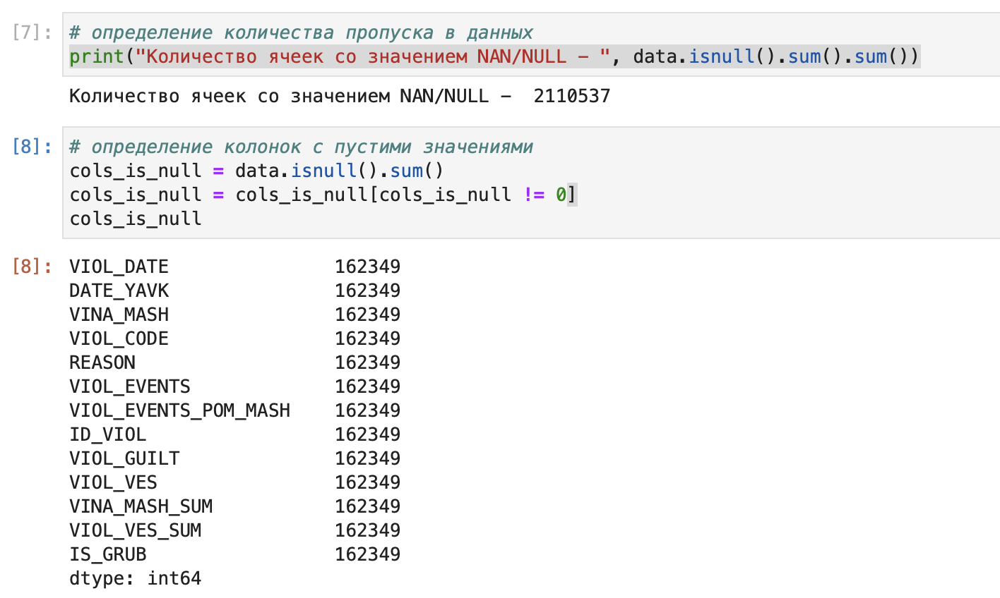 [7]: # определение количества пропуска в данных
print("Количество ячеек со значением NAN/NULL – ", data.isnull().sum().sum())
Количество ячеек со значением NAN/NULL –  2110537
[8]: # определение колонок с пустими значениями
cols_is_null = data.isnull().sum()
cols_is_null = cols_is_null[cols_is_null != 0]
cols_is_null
[8]: VIOL_DATE 162349
DATE_YAVK 162349
VINA_MASH 162349
VIOL_CODE 162349
REASON 162349
VIOL_EVENTS 162349
VIOL_EVENTS_POM_MASH 162349
ID_VIOL 162349
VIOL_GUILT 162349
VIOL_VES 162349
VINA_MASH_SUM 162349
VIOL_VES_SUM 162349
IS_GRUB 162349
dtype: int64